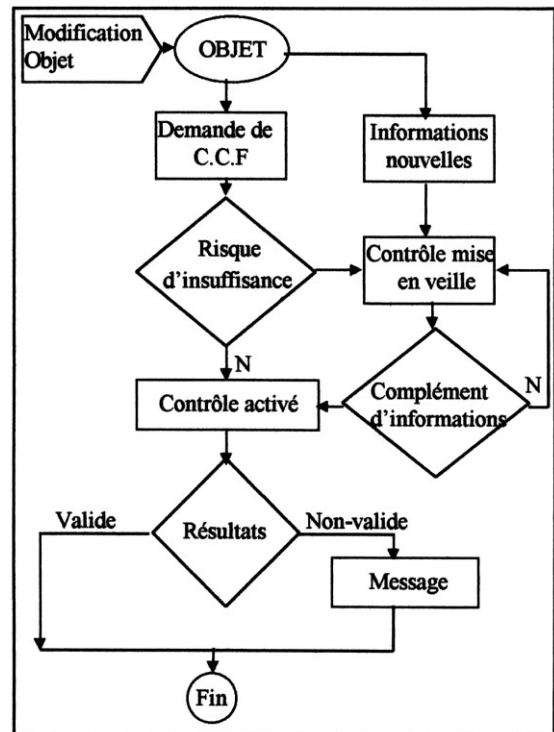 Modification
Objet
OBJET
Demande de
C.C.F
Informations
nouvelles
Risque
d'insuffisance
Contrôle mise
en veille
N
Contrôle activé
Complément
d'informations
N
Valide
Résultats
Non-valide
Message
Fin